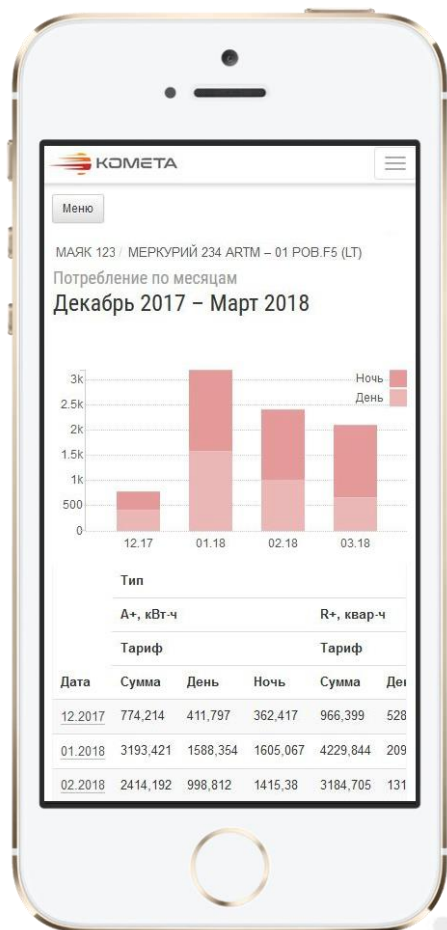 КОМЕТА
Меню
МАЯК 123 / МЕРКУРИЙ 234 ARTM – 01 POB.F5 (LT)
Потребление по месяцам
Декабрь 2017 – Март 2018
3k
2.5k
2k
1.5k
1k
500
0
Ночь
День
12.17 01.18 02.18 03.18
Тип
A+, кВт-ч R+, квар-ч
Тариф Тариф
Дата Сумма День Ночь Сумма
12.2017 774,214 411,797 362,417 966,399 528
01.2018 3193,421 1588,354 1605,067 4229,844 209
02.2018 2414,192 998,812 1415,38 3184,705 131